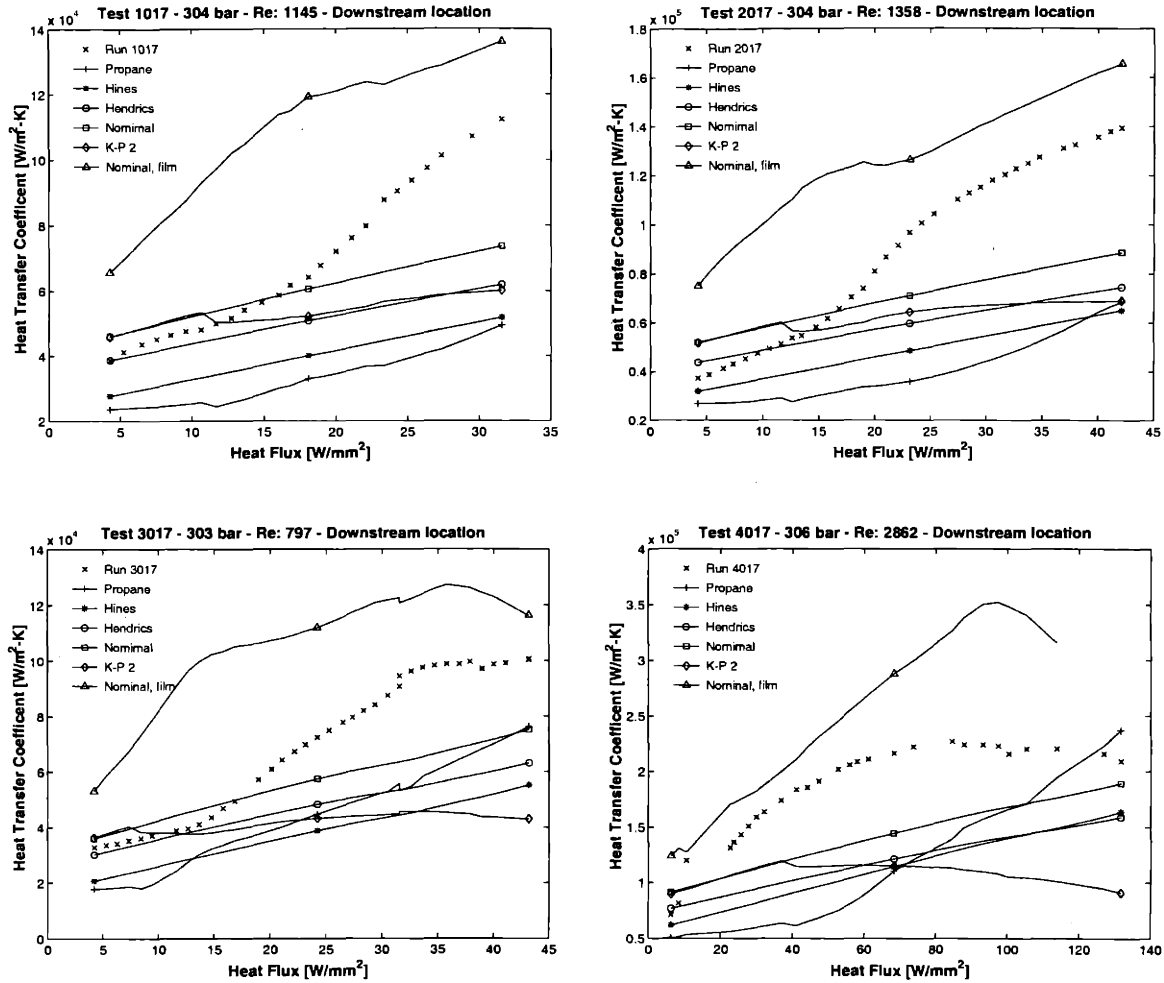 Test 1017 - 304 bar - Re: 1145 - Downstream location
x 10^4
14
12
10
8
6
4
2
0 5 10 15 20 25 30 35
Heat Transfer Coefficent [W/m²-K]
Heat Flux [W/mm²]
Run 1017
Propane
Hines
Hendrics
Nomimal
K-P 2
Nominal, film
Test 2017 - 304 bar - Re: 1358 - Downstream location
x 10^5
1.8
1.6
1.4
1.2
1
0.8
0.6
0.4
0.2
0 5 10 15 20 25 30 35 40 45
Heat Transfer Coefficent [W/m²-K]
Heat Flux [W/mm²]
Run 2017
Propane
Hines
Hendrics
Nomimal
K-P 2
Nominal, film
Test 3017 - 303 bar - Re: 797 - Downstream location
x 10^4
14
12
10
8
6
4
2
0
0 5 10 15 20 25 30 35 40 45
Heat Transfer Coefficent [W/m²-K]
Heat Flux [W/mm²]
Run 3017
Propane
Hines
Hendrics
Nomimal
K-P 2
Nominal, film
Test 4017 - 306 bar - Re: 2862 - Downstream location
x 10^5
4
3.5
3
2.5
2
1.5
1
0.5
0 20 40 60 80 100 120 140
Heat Transfer Coefficent [W/m²-K]
Heat Flux [W/mm²]
Run 4017
Propane
Hines
Hendrics
Nomimal
K-P 2
Nominal, film